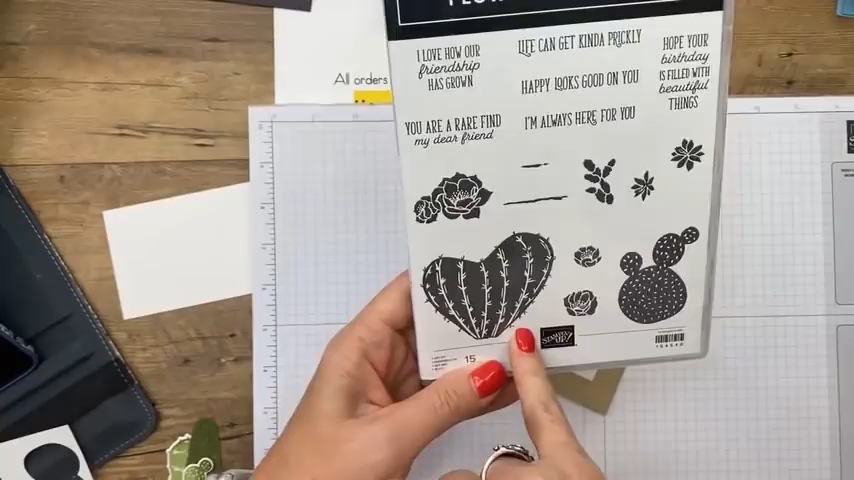 I LOVE HOW OUR
friendship
HAS GROWN
LIFE CAN GET KINDA PRICKLY
HAPPY LOOKS GOOD ON YOU
I'M ALWAYS HERE FOR YOU
HOPE YOUR
birthday
IS FILLED WITH
beautiful
THINGS
YOU ARE A RARE FIND
my dear friend
All orders
15
STAMPIN' UP!